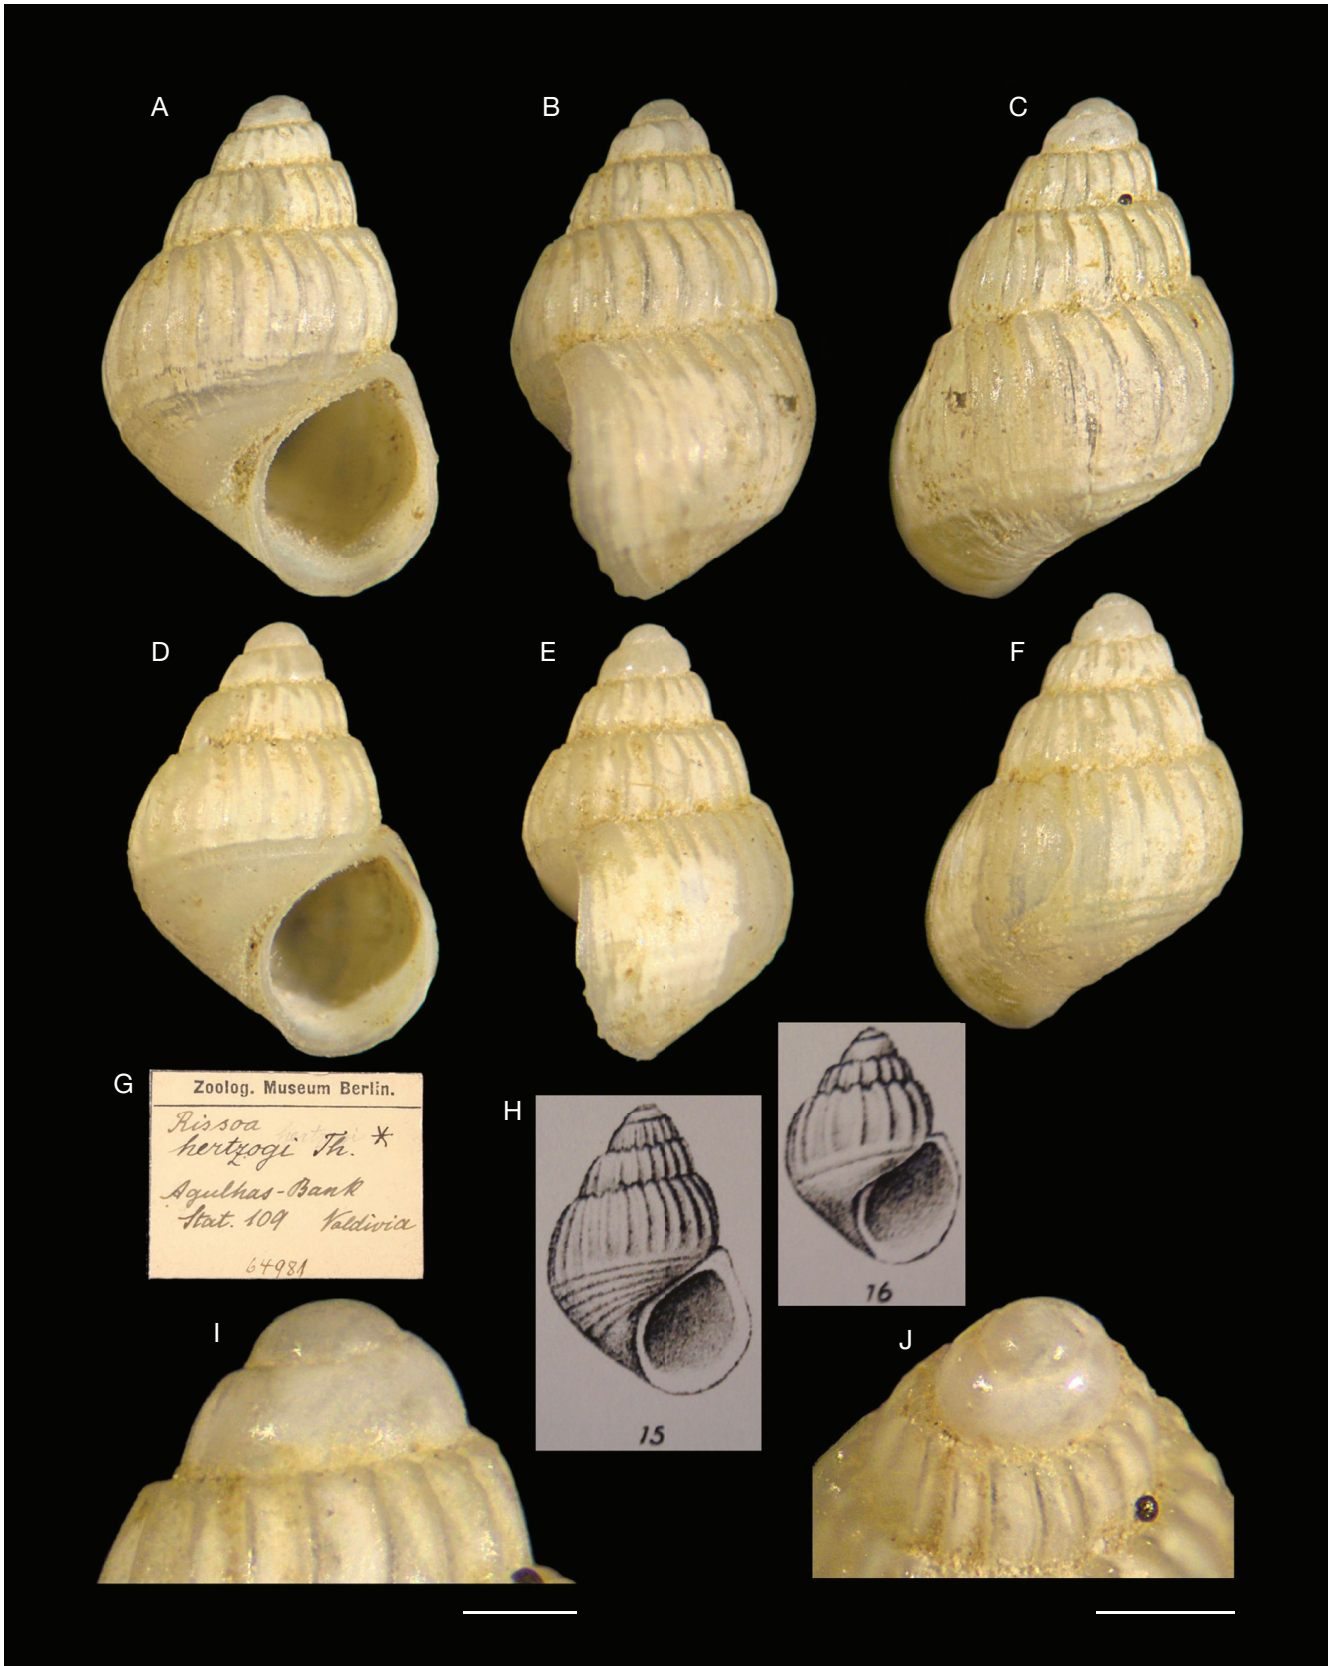 A
B
C
D
E
F
G
Zoolog. Museum Berlin.
Rissoa
hertzogi Th. *
Agulhas-Bank
Stat. 109 Valdivia
64981
H
16
15
I
J